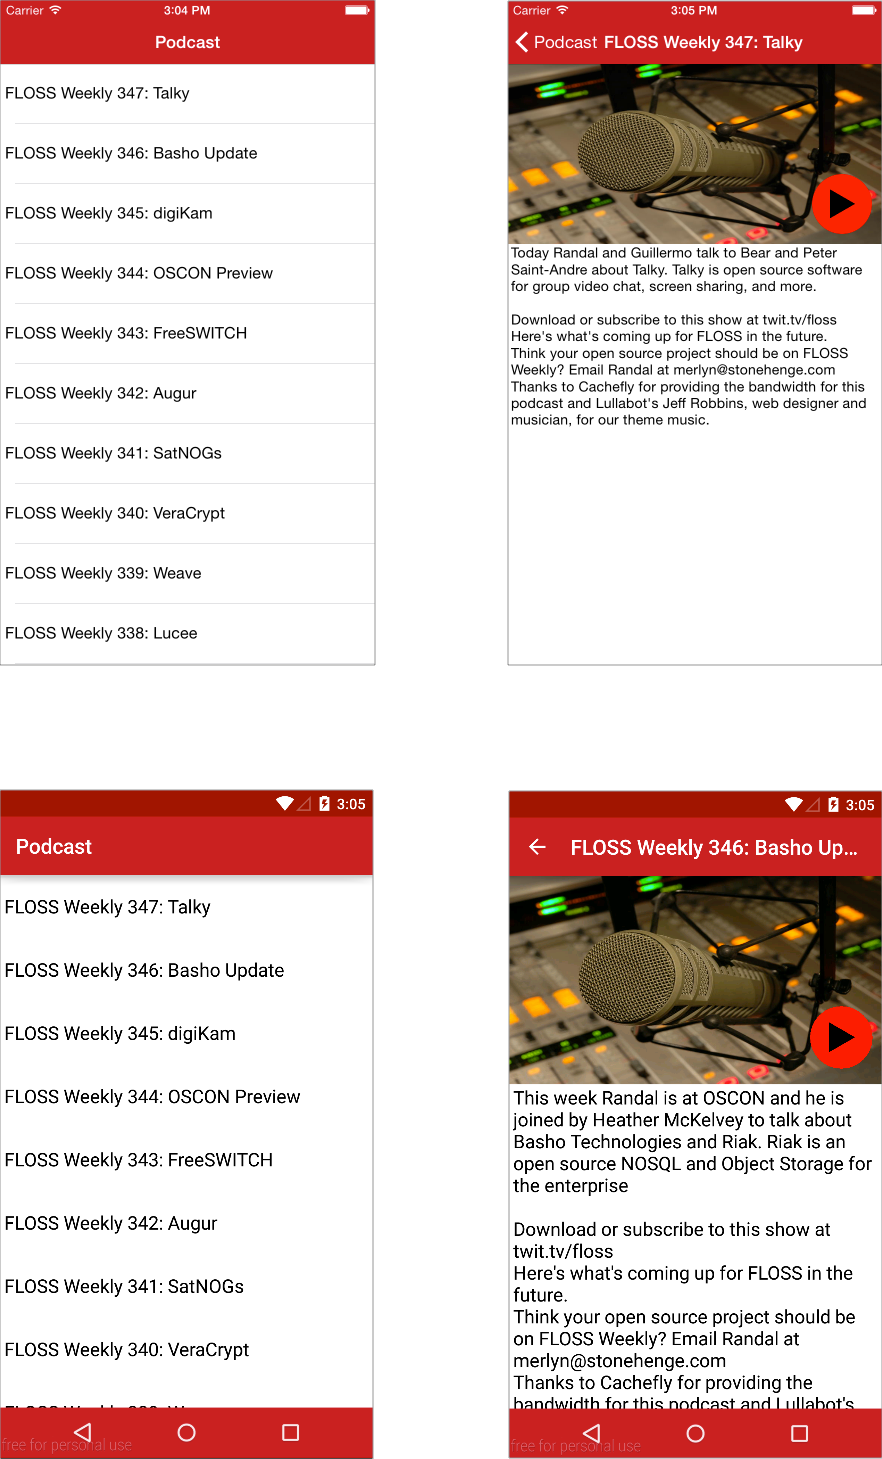 Carrier 3:04 PM
Podcast
FLOSS Weekly 347: Talky
FLOSS Weekly 346: Basho Update
FLOSS Weekly 345: digiKam
FLOSS Weekly 344: OSCON Preview
FLOSS Weekly 343: FreeSWITCH
FLOSS Weekly 342: Augur
FLOSS Weekly 341: SatNOGs
FLOSS Weekly 340: VeraCrypt
FLOSS Weekly 339: Weave
FLOSS Weekly 338: Lucee
Carrier 3:05 PM
Podcast FLOSS Weekly 347: Talky
Today Randal and Guillermo talk to Bear and Peter
Saint-Andre about Talky. Talky is open source software
for group video chat, screen sharing, and more.
Download or subscribe to this show at twit.tv/floss
Here's what's coming up for FLOSS in the future.
Think your open source project should be on FLOSS
Weekly? Email Randal at merlyn@stonehenge.com
Thanks to Cachefly for providing the bandwidth for this
podcast and Lullabot's Jeff Robbins, web designer and
musician, for our theme music.
3:05
Podcast
FLOSS Weekly 347: Talky
FLOSS Weekly 346: Basho Update
FLOSS Weekly 345: digiKam
FLOSS Weekly 344: OSCON Preview
FLOSS Weekly 343: FreeSWITCH
FLOSS Weekly 342: Augur
FLOSS Weekly 341: SatNOGs
FLOSS Weekly 340: VeraCrypt
free for personal use
3:05
FLOSS Weekly 346: Basho Up...
This week Randal is at OSCON and he is
joined by Heather McKelvey to talk about
Basho Technologies and Riak. Riak is an
open source NOSQL and Object Storage for
the enterprise
Download or subscribe to this show at
twit.tv/floss
Here's what's coming up for FLOSS in the
future.
Think your open source project should be
on FLOSS Weekly? Email Randal at
merlyn@stonehenge.com
Thanks to Cachefly for providing the
bandwidth for this podcast and Lullabot's
free for personal use